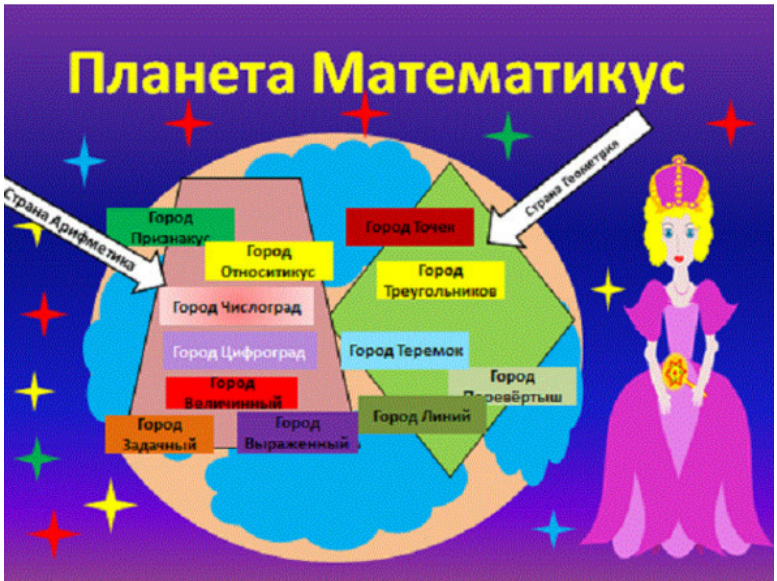 Планета Математикус
Страна Арифметика
Страна Геометрия
Город
Признакус
Город
Относитикус
Город Числоград
Город Цифроград
Город
Величинный
Город
Задачный
Город
Выраженный
Город Точек
Город
Треугольников
Город Теремок
Город
Перевёртыш
Город Линий